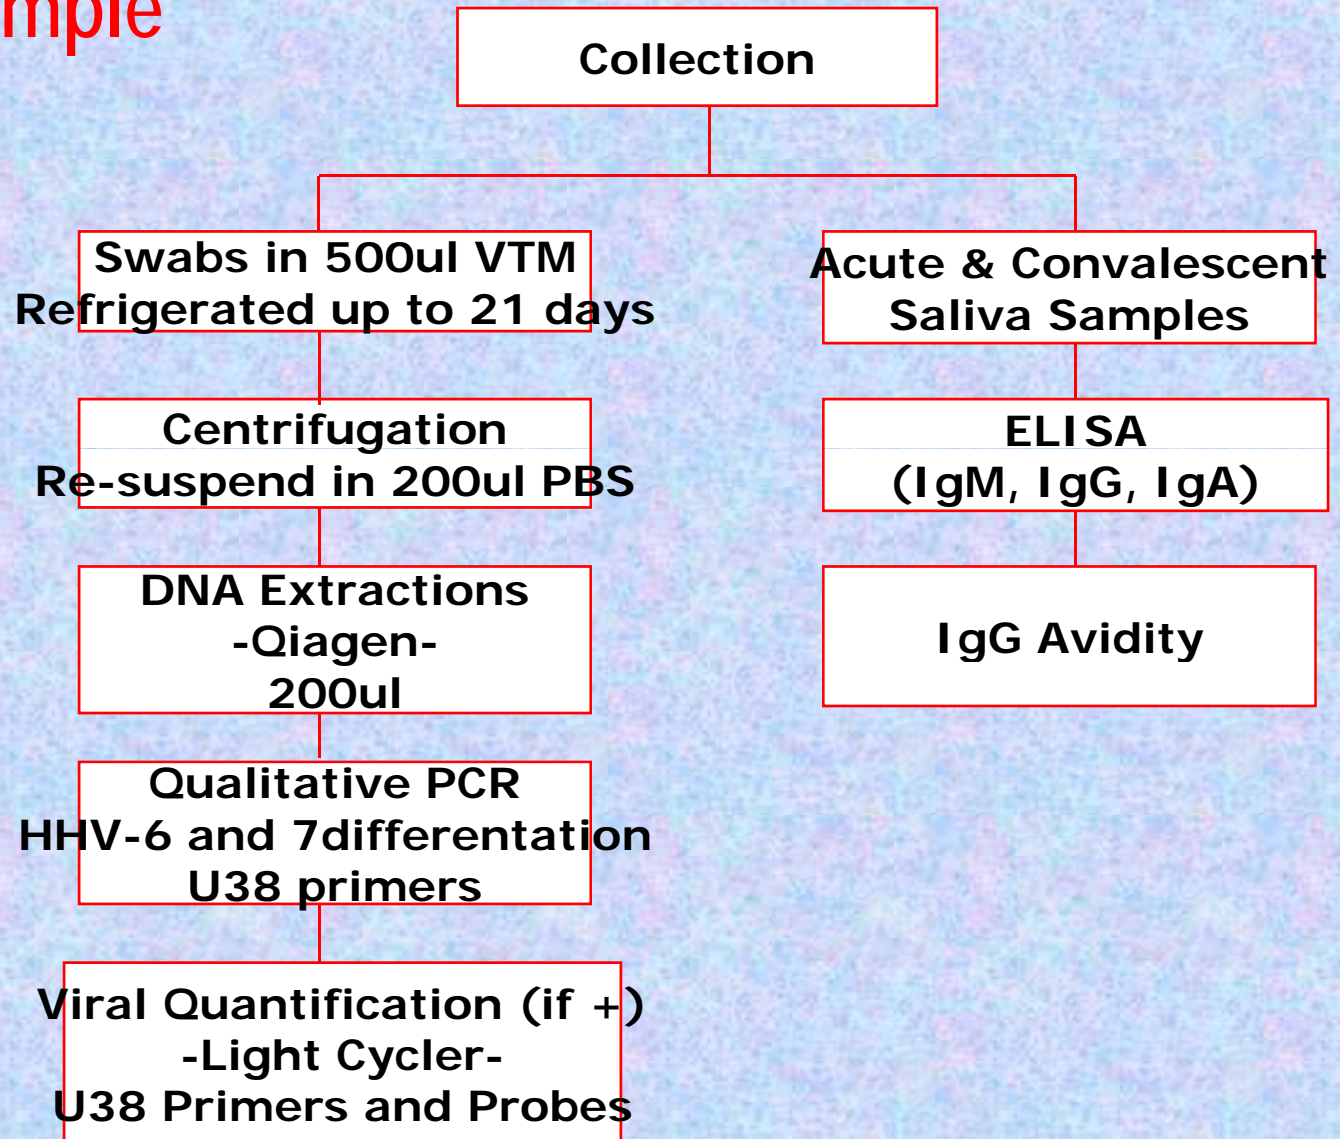 Collection
Swabs in 500ul VTM
Refrigerated up to 21 days
Acute & Convalescent
Saliva Samples
Centrifugation
Re-suspend in 200ul PBS
ELISA
(IgM, IgG, IgA)
DNA Extractions
-Qiagen-
200ul
IgG Avidity
Qualitative PCR
HHV-6 and 7differentation
U38 primers
Viral Quantification (if +)
-Light Cycler-
U38 Primers and Probes